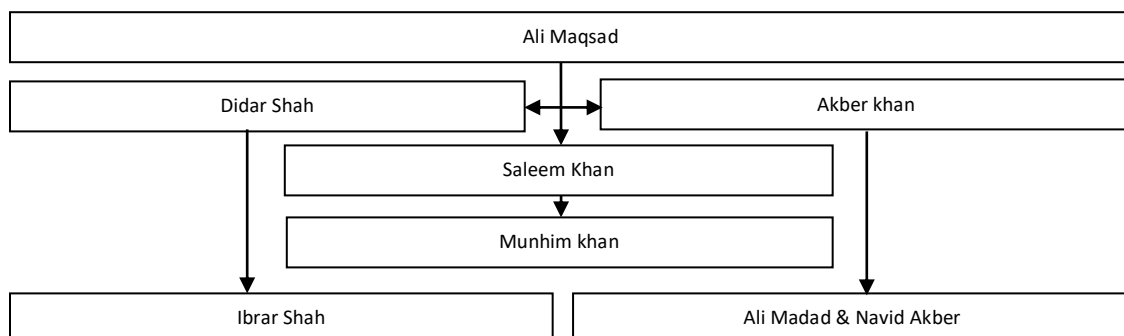 Ali Maqsad
Didar Shah
Akber khan
Saleem Khan
Munhim khan
Ibrar Shah
Ali Madad & Navid Akber